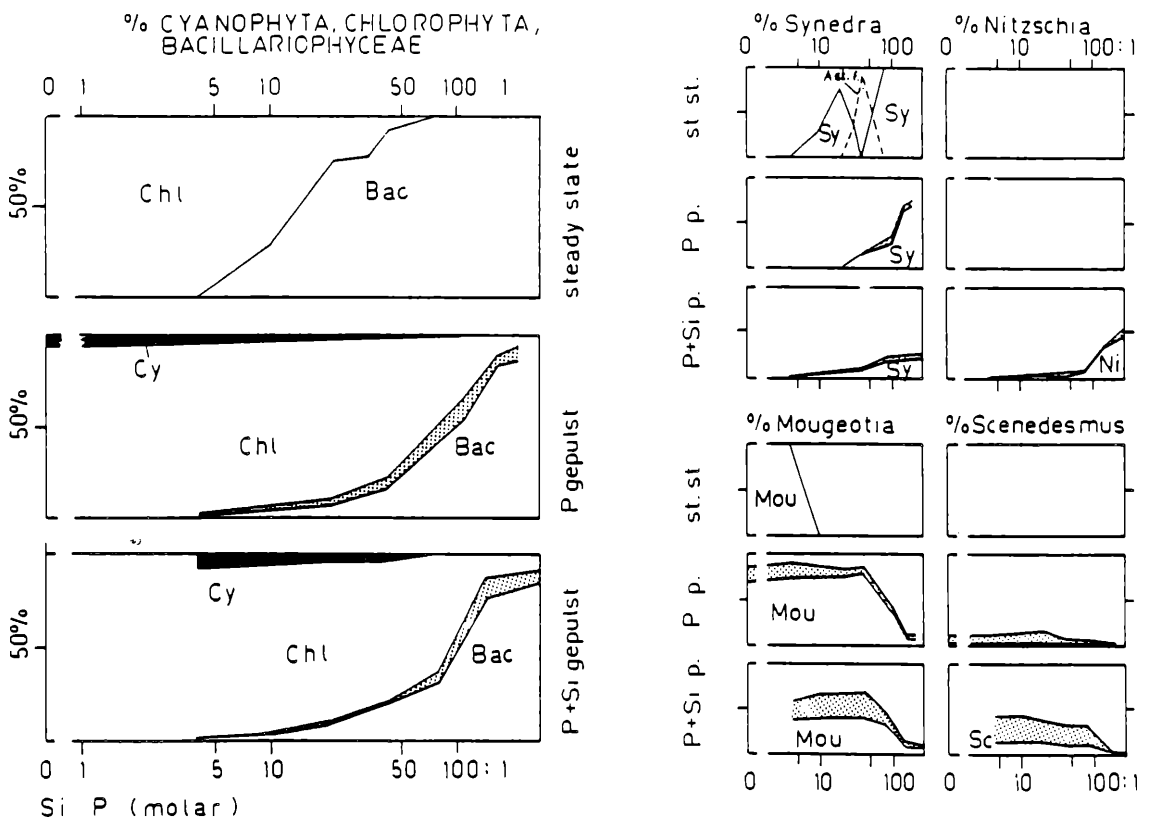 % CYANOPHYTA, CHLOROPHYTA,
BACILLARIOPHYCEAE
0 1 5 10 50 100 1
50%
Chl
Bac
steady state
50%
Cy
Chl
Bac
P gepulst
50%
Cy
Chl
Bac
P+Si gepulst
0 1 5 10 50 100:1
Si P (molar)
% Synedra
0 10 100
st st.
Sy
Sy
P p.
Sy
P+Si p.
Sy
% Nitzschia
0 10 100:1
Ni
% Mougeotia
st. st
Mou
P p.
Mou
P+Si p.
Mou
0 10 100
% Scenedesmus
Sc
0 10 100:1